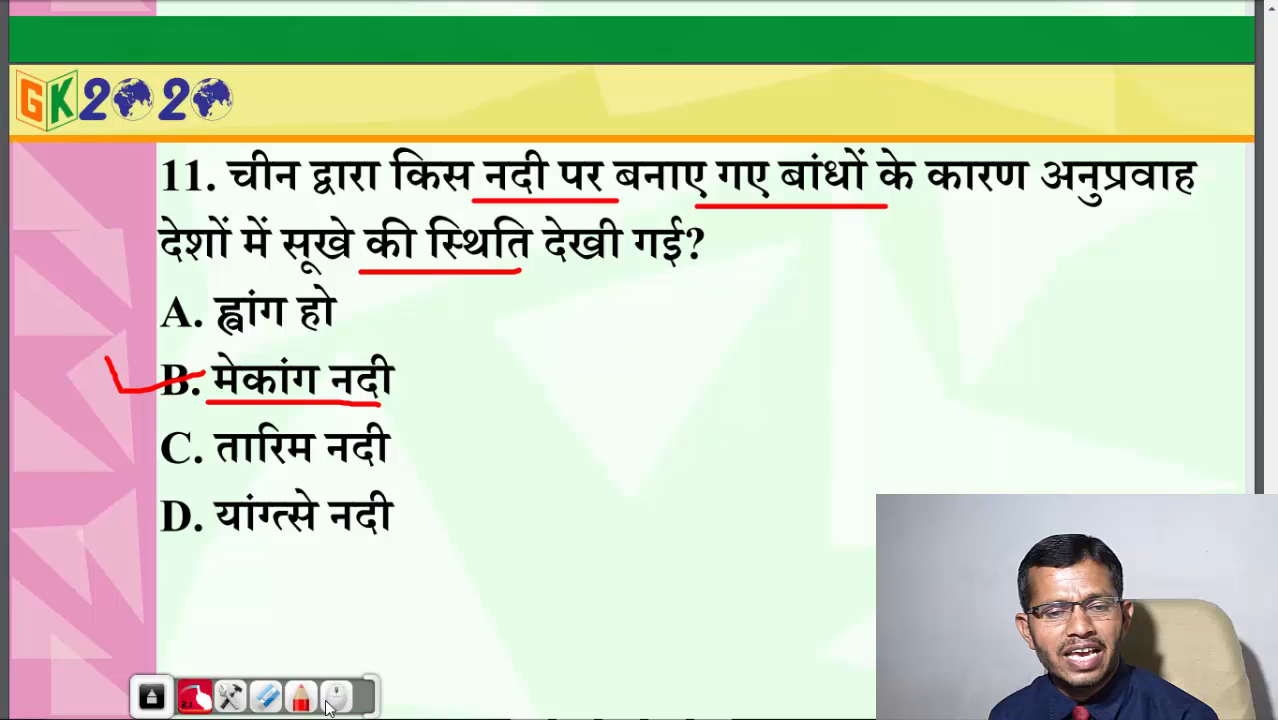 GK2020
11. चीन द्वारा किस नदी पर बनाए गए बांधों के कारण अनुप्रवाह
देशों में सूखे की स्थिति देखी गई?
A. ह्वांग हो
B. मेकांग नदी
C. तारिम नदी
D. यांग्त्से नदी